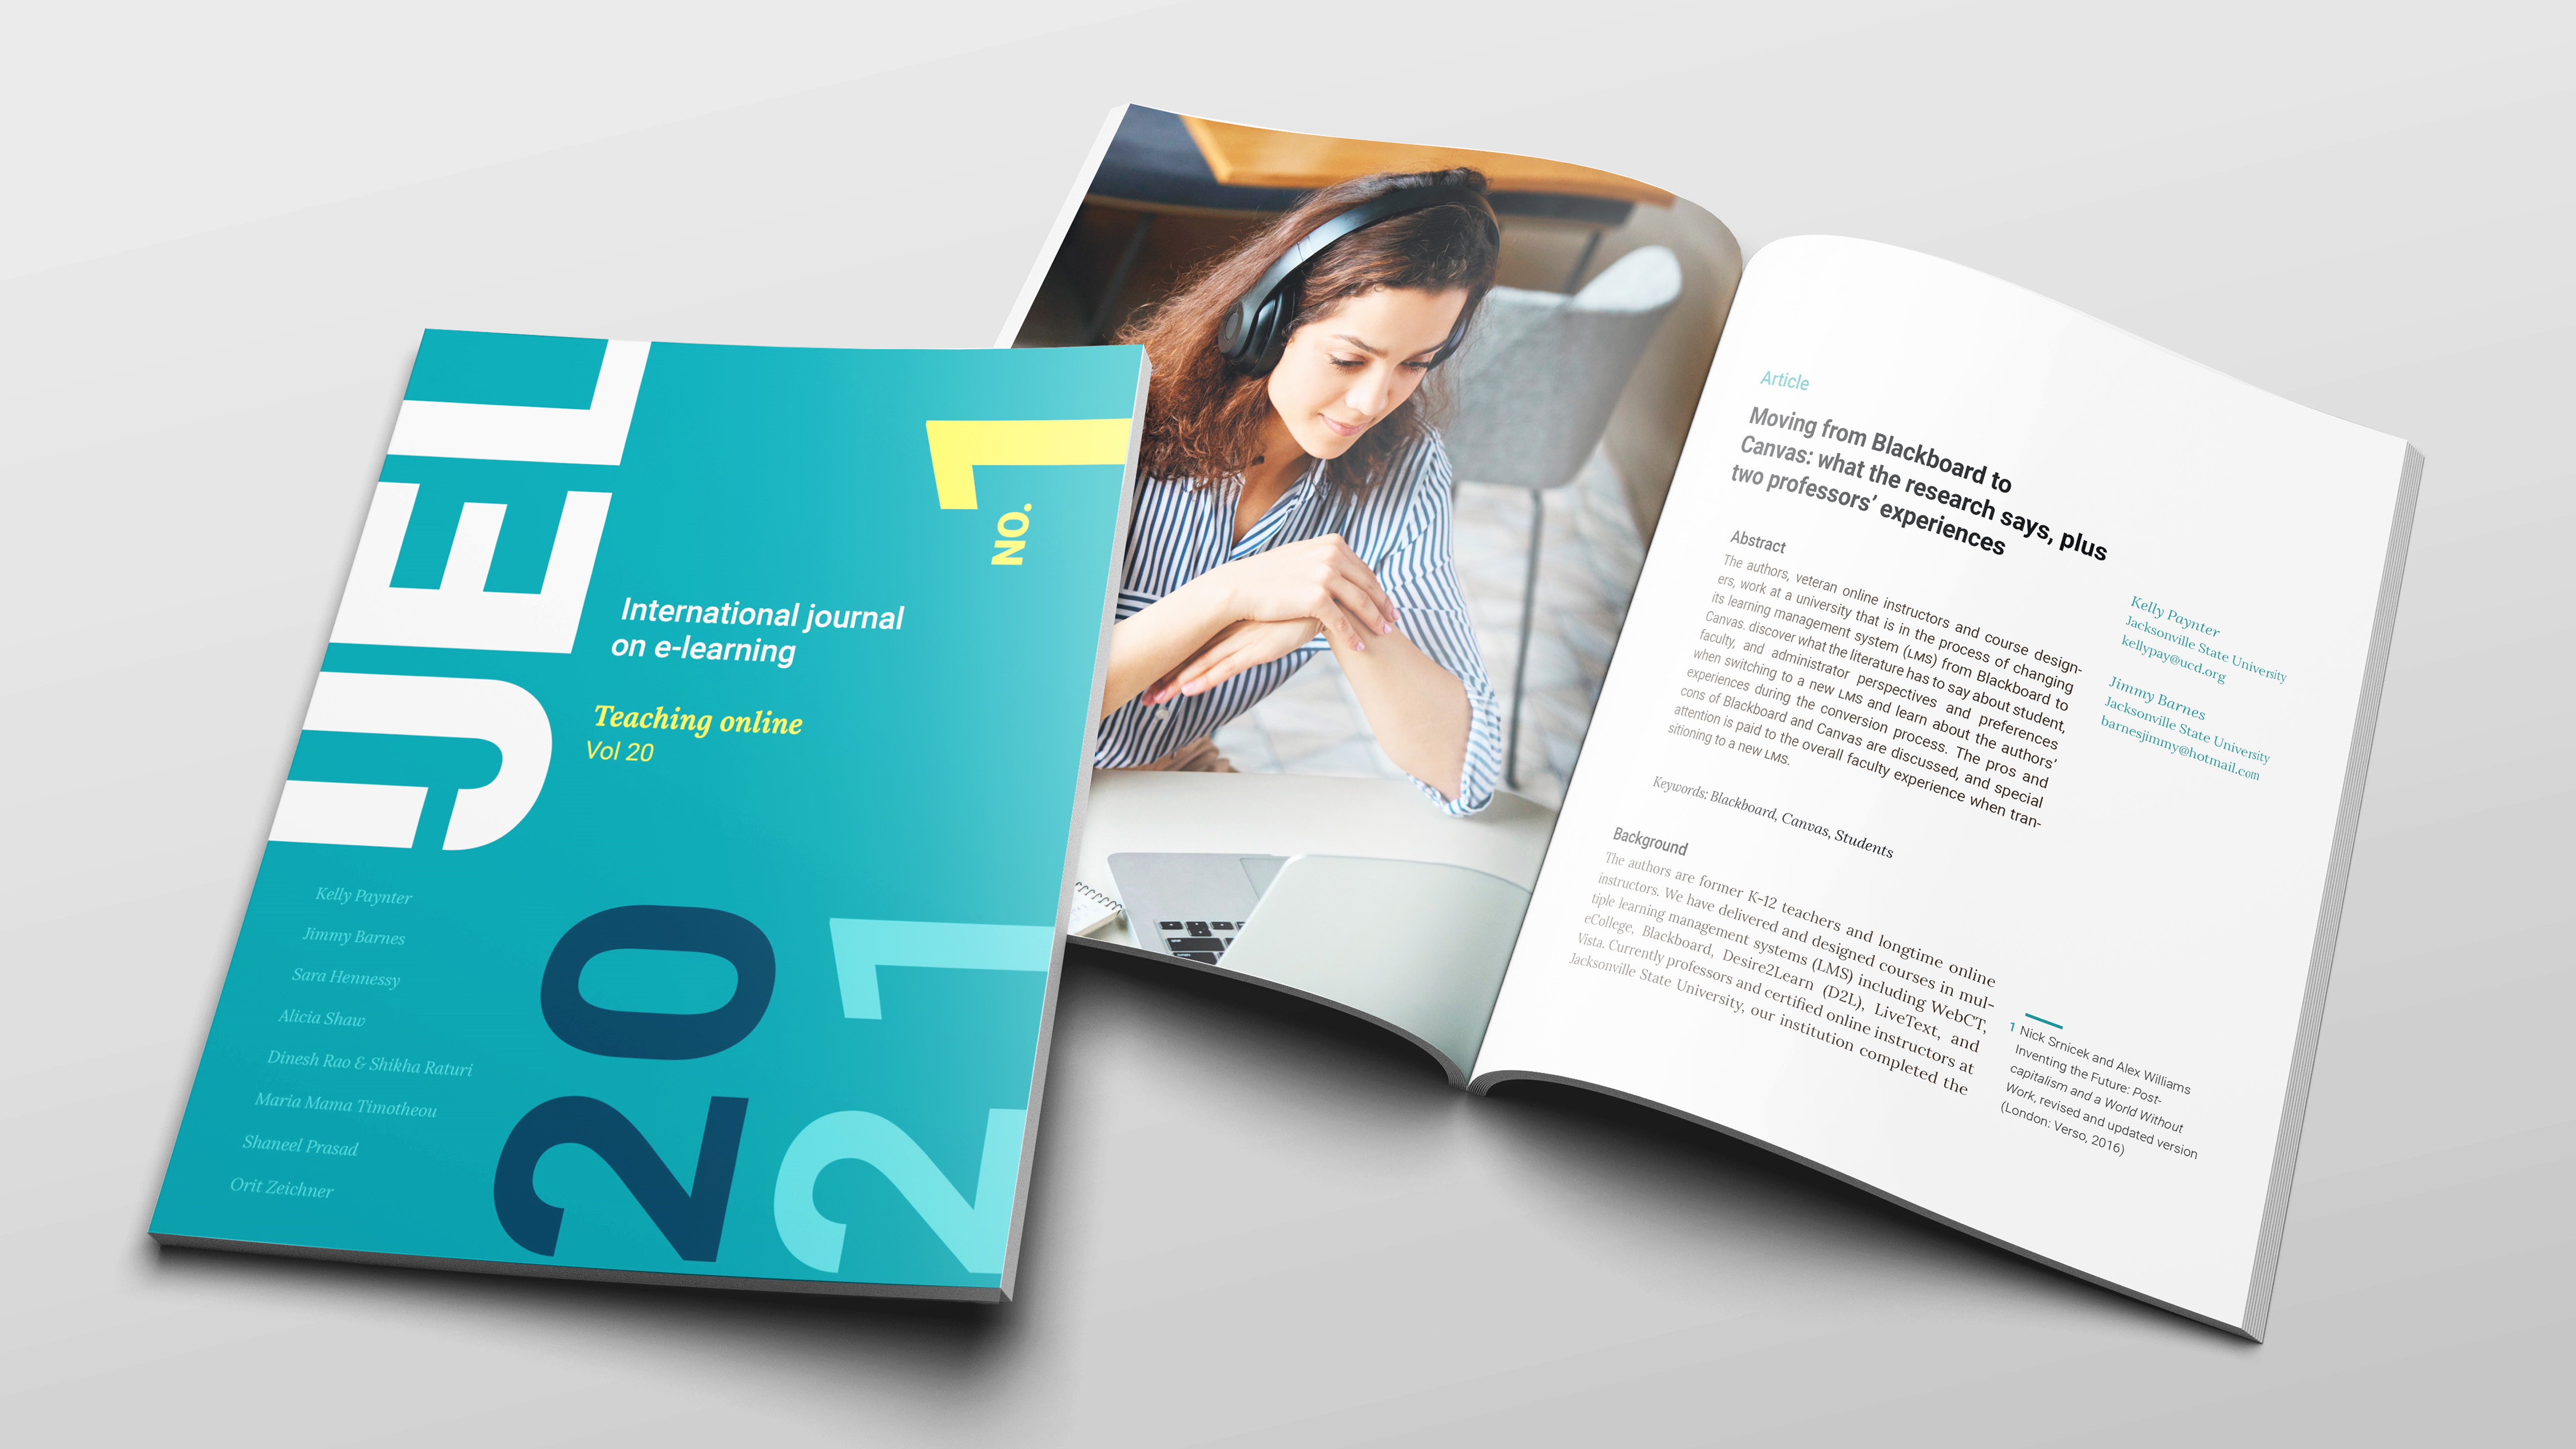 IJEL
NO. 1
International journal
on e-learning
Teaching online
Vol 20
Kelly Paynter
Jimmy Barnes
Sara Hennessy
Alicia Shaw
Dinesh Rao & Shikha Raturi
Maria Mama Timotheou
Shaneel Prasad
Orit Zeichner
20
21
Article
Moving from Blackboard to
Canvas: what the research says, plus
two professors’ experiences
Abstract
The authors, veteran online instructors and course design-
ers, work at a university that is in the process of changing
its learning management system (LMS) from Blackboard to
Canvas. discover what the literature has to say about student,
faculty, and administrator perspectives and preferences
when switching to a new LMS and learn about the authors’
experiences during the conversion process. The pros and
cons of Blackboard and Canvas are discussed, and special
attention is paid to the overall faculty experience when tran-
sitioning to a new LMS.
Keywords: Blackboard, Canvas, Students
Kelly Paynter
Jacksonville State University
kellypay@ucd.org
Jimmy Barnes
Jacksonville State University
barnesjimmy@hotmail.com
Background
The authors are former K-12 teachers and longtime online
instructors. We have delivered and designed courses in mul-
tiple learning management systems (LMS) including WebCT,
eCollege, Blackboard, Desire2Learn (D2L), LiveText, and
Vista. Currently professors and certified online instructors at
Jacksonville State University, our institution completed the
1 Nick Srnicek and Alex Williams
Inventing the Future: Post-
capitalism and a World Without
Work, revised and updated version
(London: Verso, 2016)